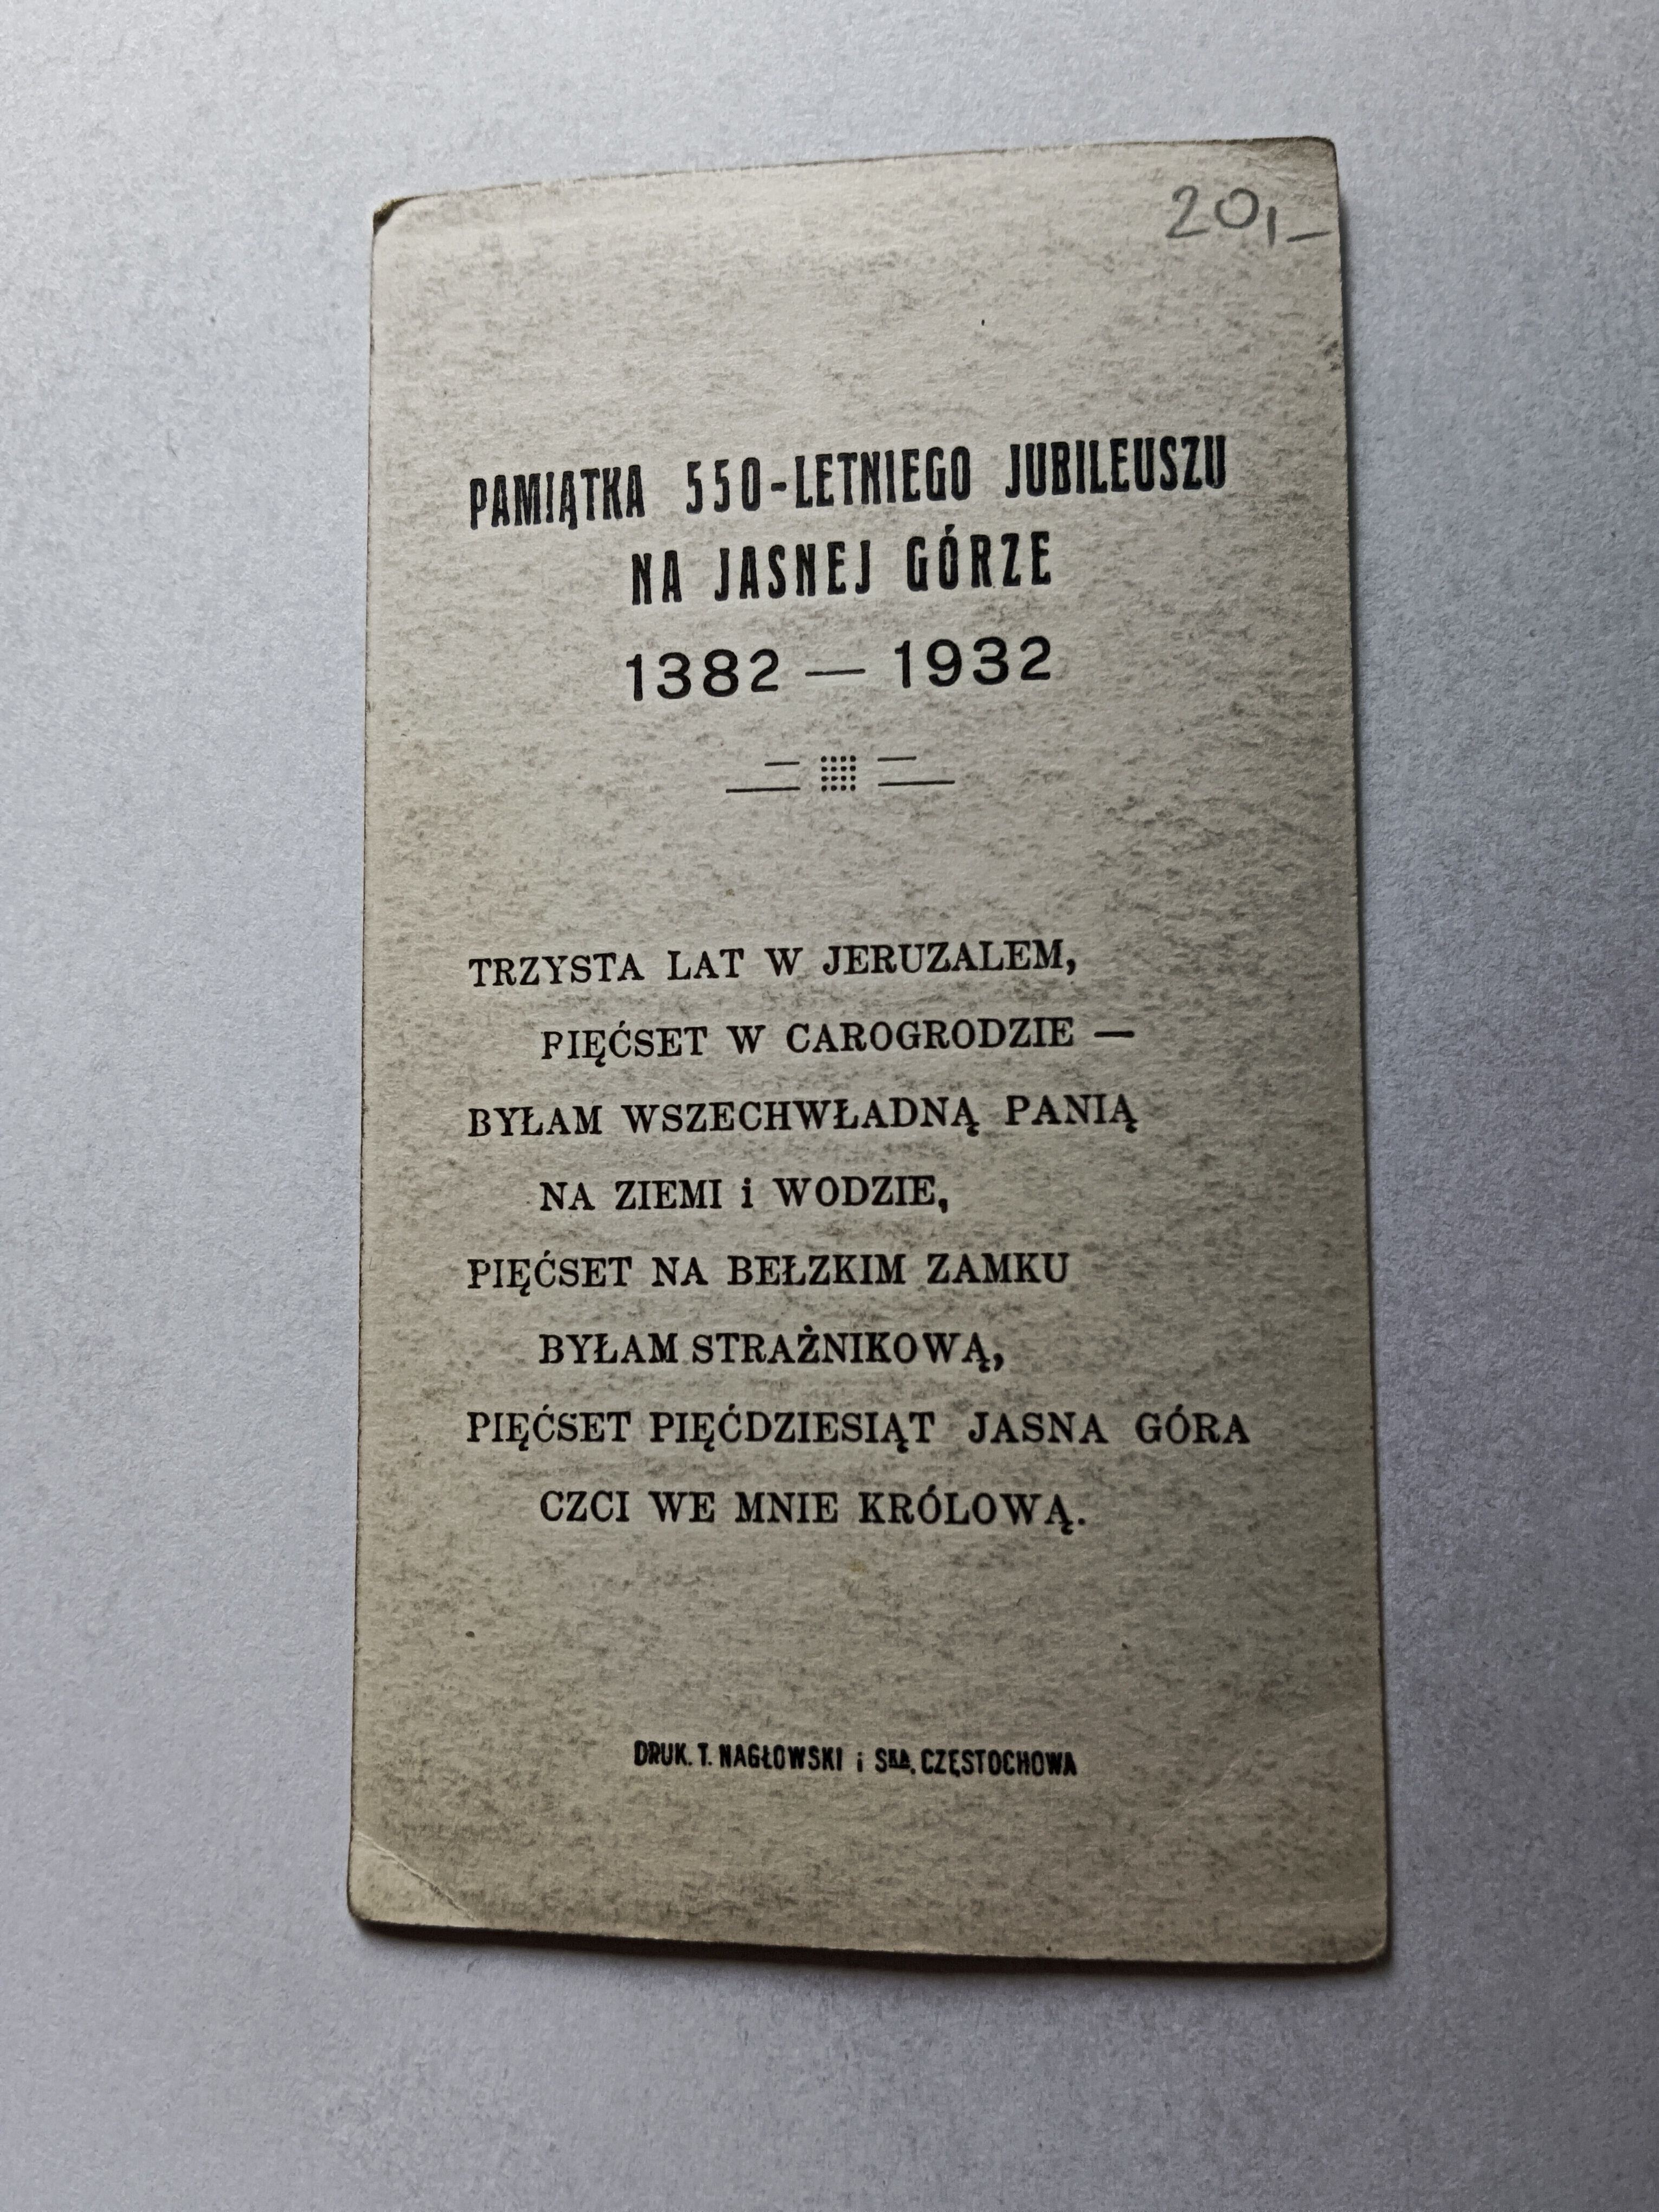 20,–
PAMIĄTKA 550-LETNIEGO JUBILEUSZU
NA JASNEJ GÓRZE
1382 — 1932
TRZYSTA LAT W JERUZALEM,
PIĘĆSET W CAROGRODZIE —
BYŁAM WSZECHWŁADNĄ PANIĄ
NA ZIEMI i WODZIE,
PIĘĆSET NA BEŁZKIM ZAMKU
BYŁAM STRAŻNIKOWĄ,
PIĘĆSET PIĘĆDZIESIĄT JASNA GÓRA
CZCI WE MNIE KRÓLOWĄ.
DRUK. T. NAGŁOWSKI i SKA, CZĘSTOCHOWA